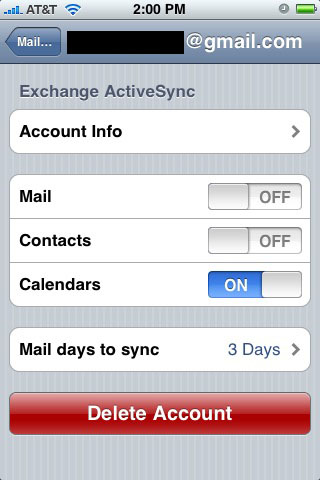 AT&T 2:00 PM
Mail... @gmail.com
Exchange ActiveSync
Account Info
Mail OFF
Contacts OFF
Calendars ON
Mail days to sync 3 Days
Delete Account